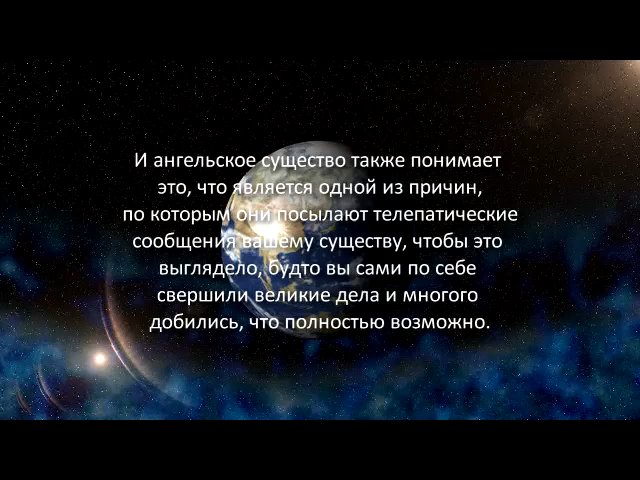 И ангельское существо также понимает
это, что является одной из причин,
по которым они посылают телепатические
сообщения вашему существу, чтобы это
выглядело, будто вы сами по себе
свершили великие дела и многого
добились, что полностью возможно.